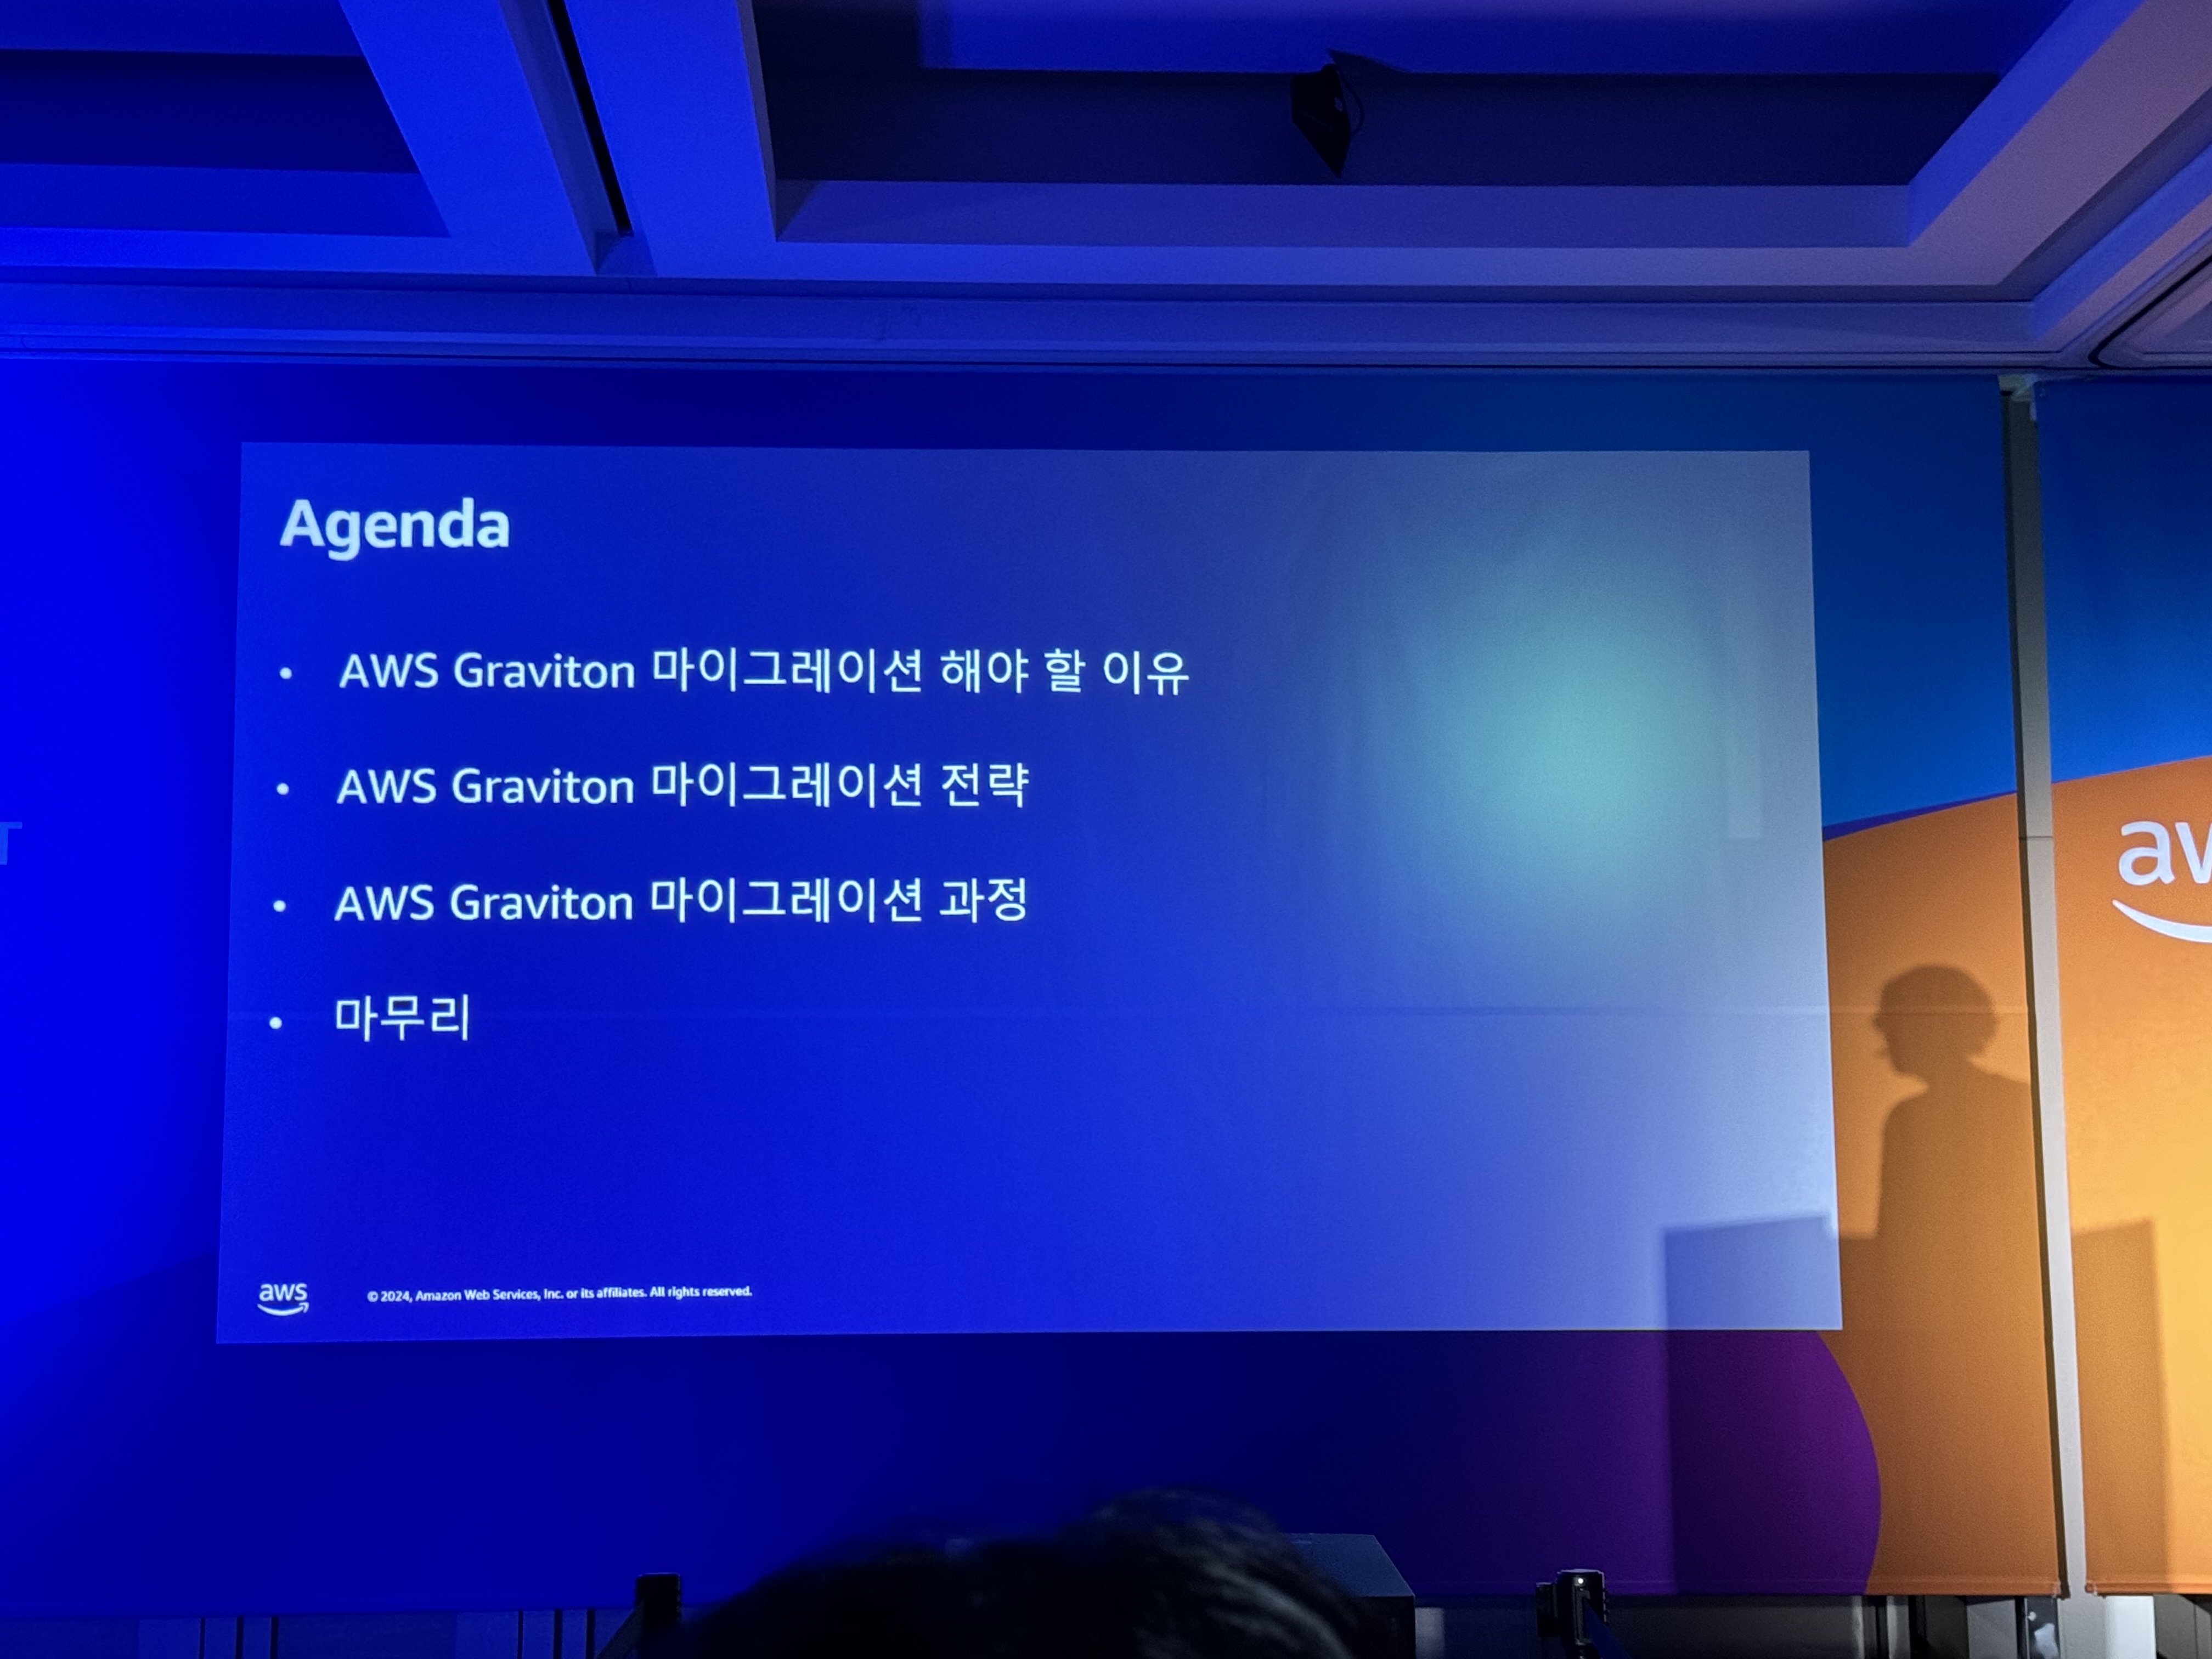 Agenda
• AWS Graviton 마이그레이션 해야 할 이유
• AWS Graviton 마이그레이션 전략
• AWS Graviton 마이그레이션 과정
• 마무리
aws
© 2024, Amazon Web Services, Inc. or its affiliates. All rights reserved.